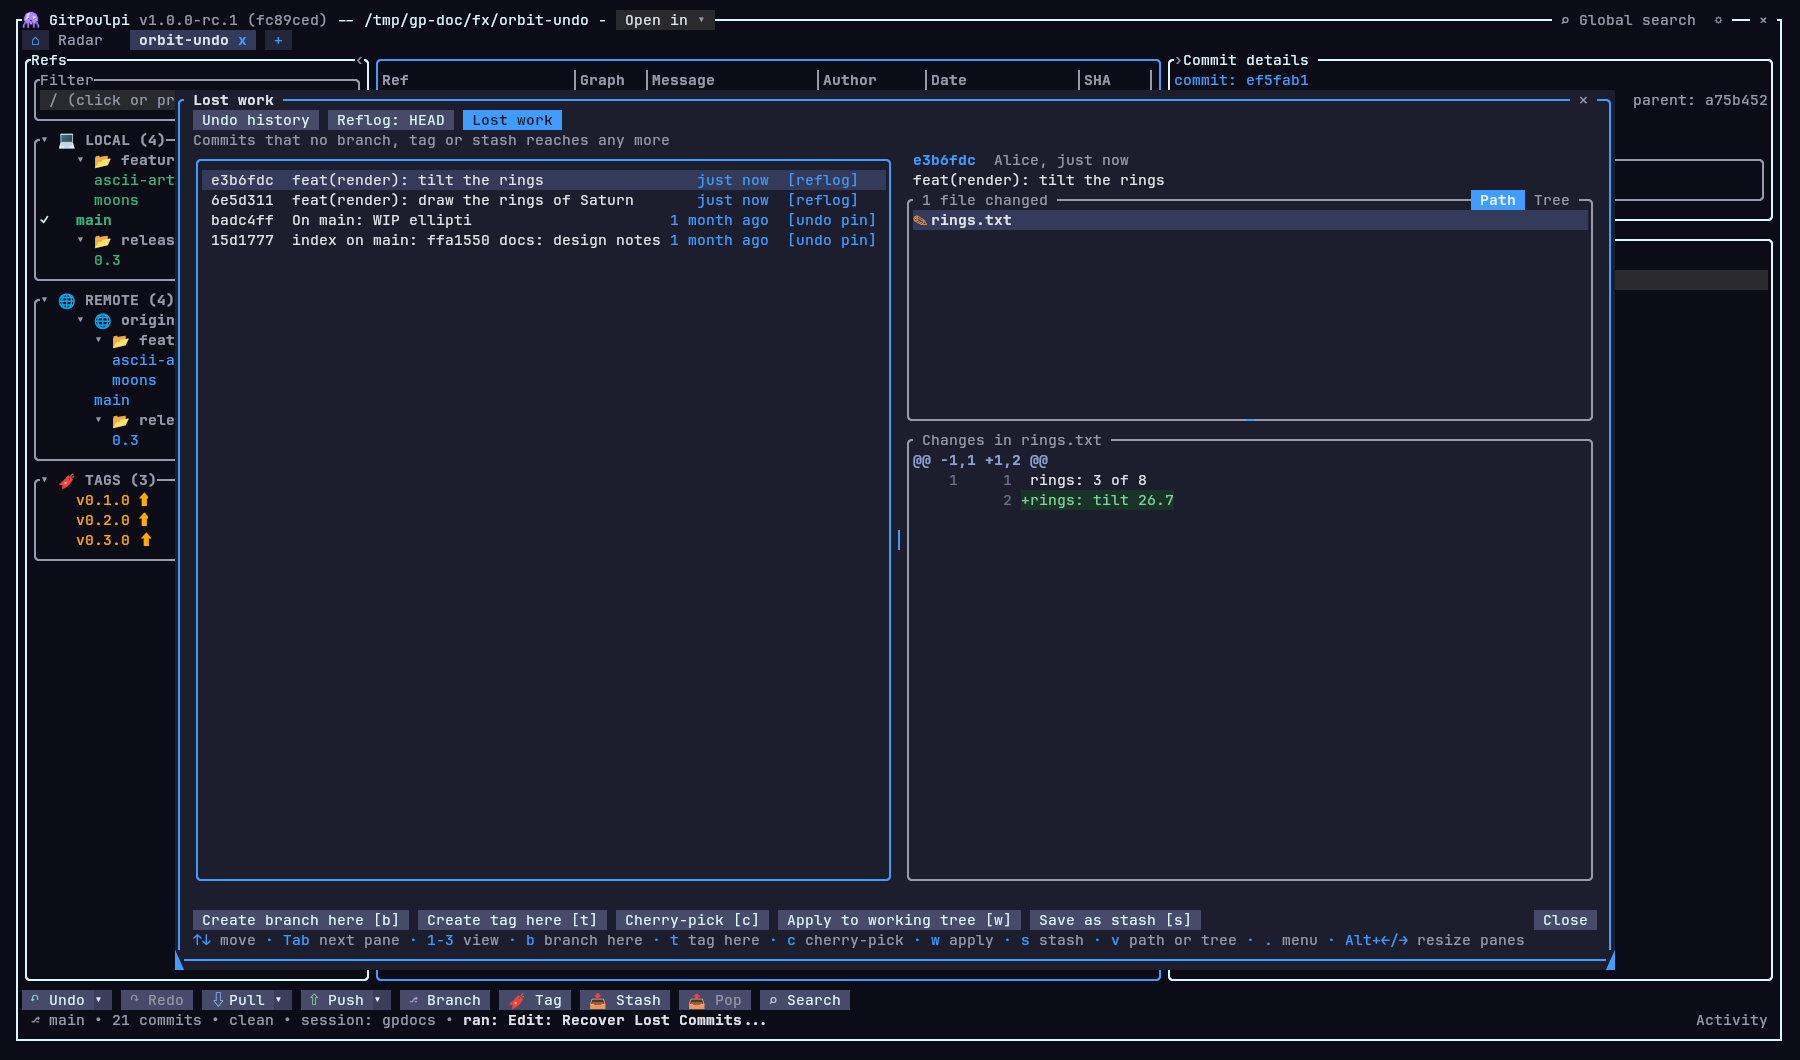 GitPoulpi v1.0.0-rc.1 (fc89ced) -- /tmp/gp-doc/fx/orbit-undo - Open in ▾ ⌕ Global search ⚙ ×
⌂ Radar orbit-undo x +
Refs ‹ Ref Graph Message Author Date SHA ›Commit details
Filter commit: ef5fab1
/ (click or pr parent: a75b452
Lost work ×
Undo history Reflog: HEAD Lost work
Commits that no branch, tag or stash reaches any more
▾ LOCAL (4)
▾ featur
ascii-art
moons
✓ main
▾ releas
0.3
▾ REMOTE (4)
▾ origin
▾ feat
ascii-a
moons
main
▾ rele
0.3
▾ TAGS (3)
v0.1.0 ⬆
v0.2.0 ⬆
v0.3.0 ⬆
e3b6fdc feat(render): tilt the rings just now [reflog]
6e5d311 feat(render): draw the rings of Saturn just now [reflog]
badc4ff On main: WIP ellipti 1 month ago [undo pin]
15d1777 index on main: ffa1550 docs: design notes 1 month ago [undo pin]
e3b6fdc Alice, just now
feat(render): tilt the rings
1 file changed Path Tree
rings.txt
Changes in rings.txt
@@ -1,1 +1,2 @@
1 1 rings: 3 of 8
2 +rings: tilt 26.7
Create branch here [b] Create tag here [t] Cherry-pick [c] Apply to working tree [w] Save as stash [s] Close
↑↓ move · Tab next pane · 1-3 view · b branch here · t tag here · c cherry-pick · w apply · s stash · v path or tree · . menu · Alt+←/→ resize panes
↶ Undo ▾ ↷ Redo ⇩ Pull ▾ ⇧ Push ▾ ⎇ Branch Tag Stash Pop ⌕ Search
⎇ main • 21 commits • clean • session: gpdocs • ran: Edit: Recover Lost Commits... Activity